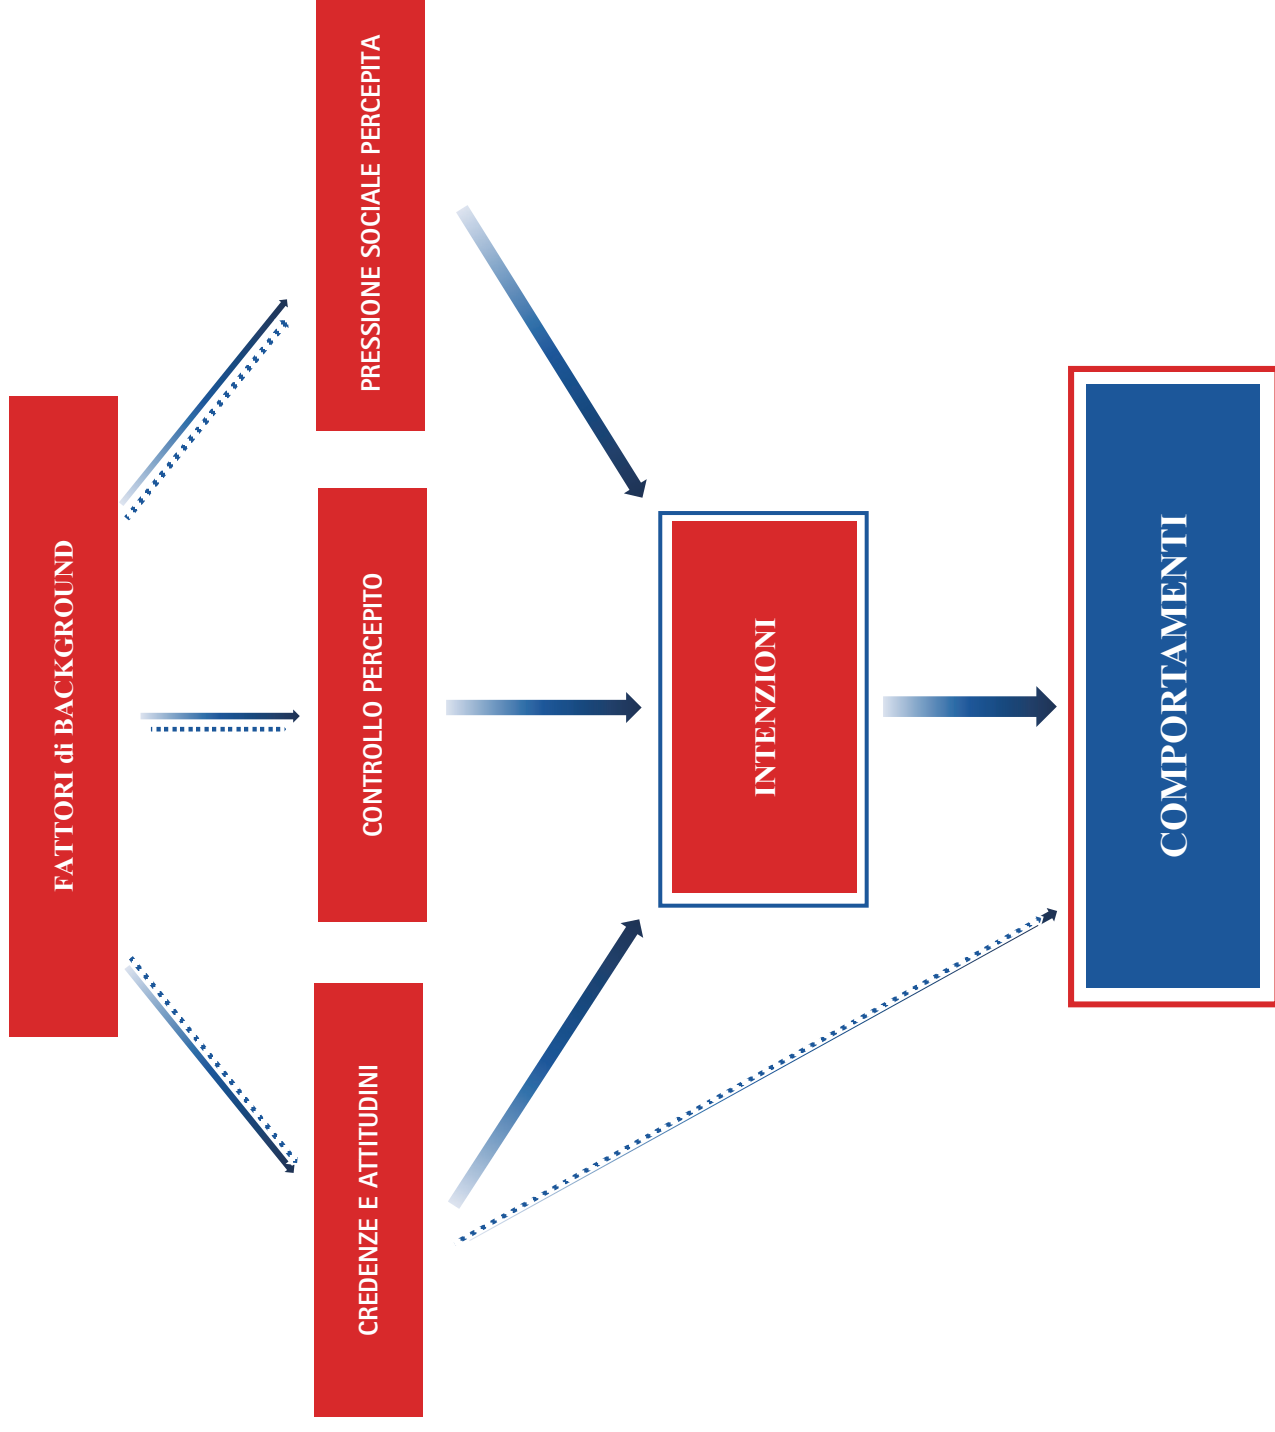 FATTORI di BACKGROUND
PRESSIONE SOCIALE PERCEPITA
CONTROLLO PERCEPITO
CREDENZE E ATTITUDINI
INTENZIONI
COMPORTAMENTI